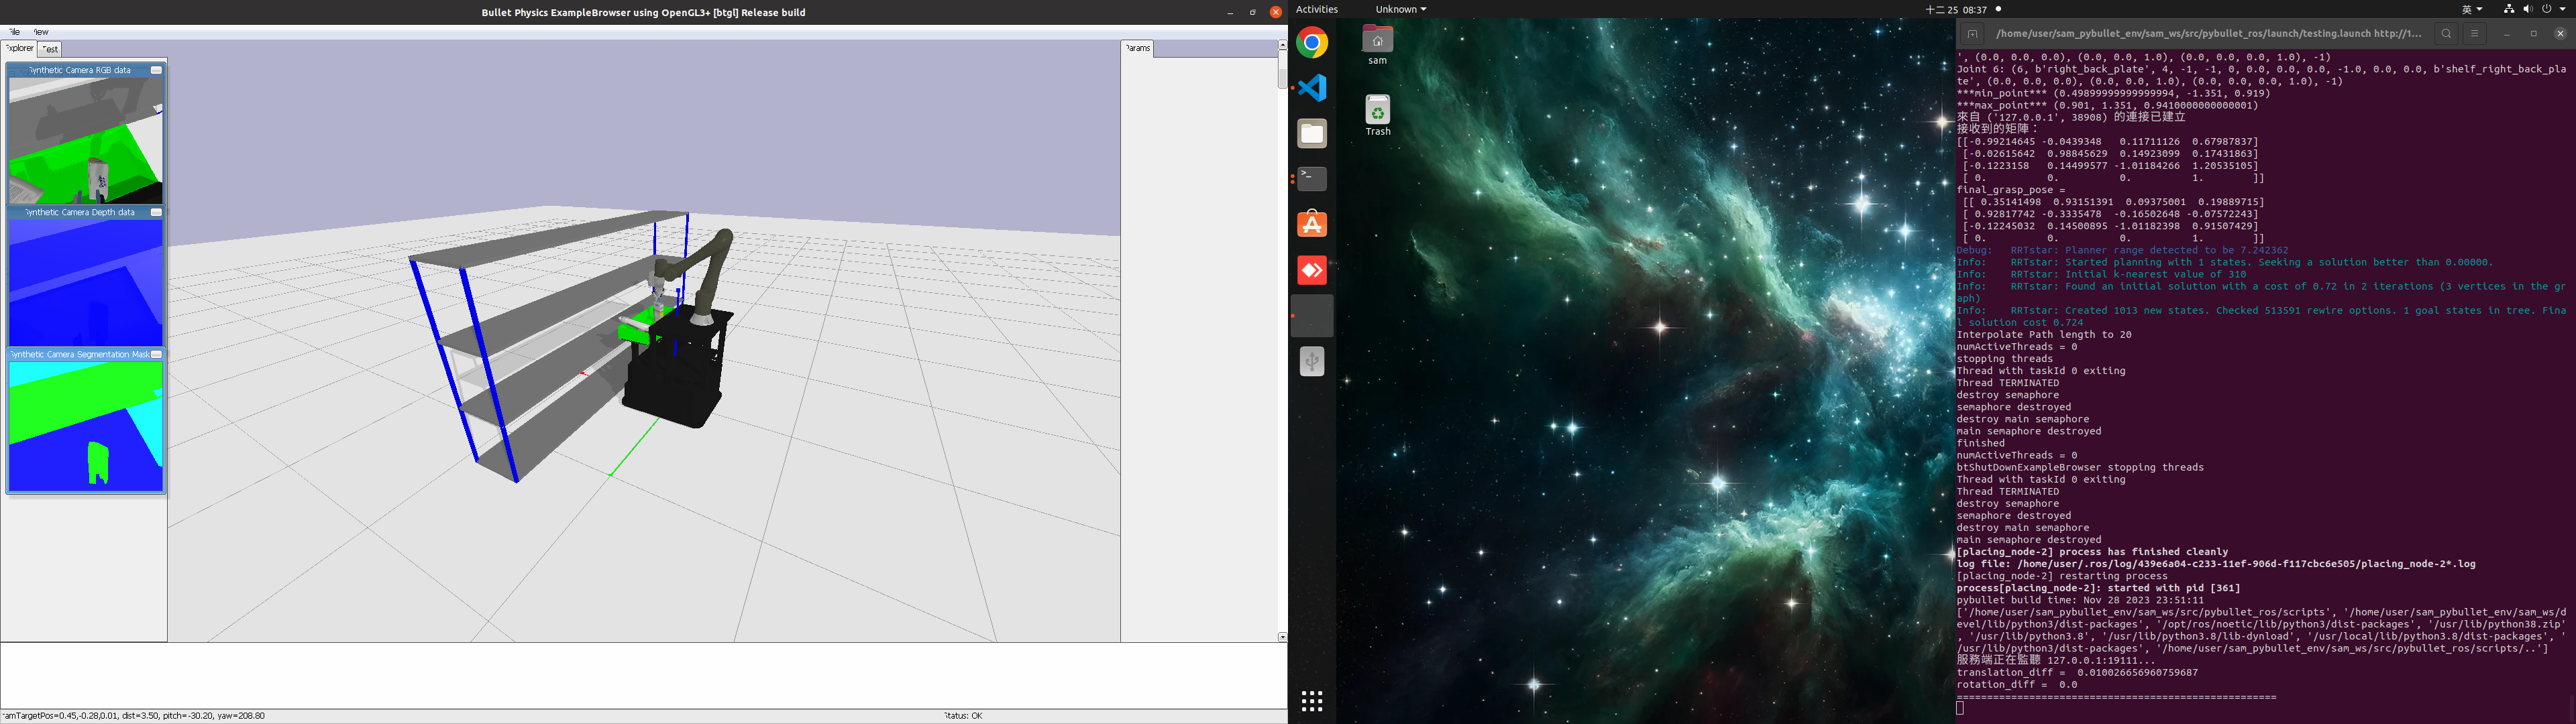 Bullet Physics ExampleBrowser using OpenGL3+ [btgl] Release build
File View
Explorer Test
Synthetic Camera RGB data
Synthetic Camera Depth data
Synthetic Camera Segmentation Mask
Params
camTargetPos=0.45,-0.28,0.01, dist=3.50, pitch=-30.20, yaw=208.80
Status: OK
Activities
Unknown
十二 25 08:37
英
sam
Trash
/home/user/sam_pybullet_env/sam_ws/src/pybullet_ros/launch/testing.launch http://1...
', (0.0, 0.0, 0.0), (0.0, 0.0, 1.0), (0.0, 0.0, 0.0, 1.0), -1)
Joint 6: (6, b'right_back_plate', 4, -1, -1, 0, 0.0, 0.0, 0.0, -1.0, 0.0, 0.0, b'shelf_right_back_pla
te', (0.0, 0.0, 0.0), (0.0, 0.0, 1.0), (0.0, 0.0, 0.0, 1.0), -1)
***min_point*** (0.49899999999999994, -1.351, 0.919)
***max_point*** (0.901, 1.351, 0.9410000000000001)
來自 ('127.0.0.1', 38908) 的連接已建立
接收到的矩陣：
[[-0.99214645 -0.0439348   0.11711126  0.67987837]
[-0.02615642  0.98845629  0.14923099  0.17431863]
[-0.1223158   0.14499577 -1.01184266  1.20535105]
[ 0.          0.          0.          1.        ]]
final_grasp_pose =
[[ 0.35141498  0.93151391  0.09375001  0.19889715]
[ 0.92817742 -0.3335478  -0.16502648 -0.07572243]
[-0.12245032  0.14500895 -1.01182398  0.91507429]
[ 0.          0.          0.          1.        ]]
Debug:   RRTstar: Planner range detected to be 7.242362
Info:    RRTstar: Started planning with 1 states. Seeking a solution better than 0.00000.
Info:    RRTstar: Initial k-nearest value of 310
Info:    RRTstar: Found an initial solution with a cost of 0.72 in 2 iterations (3 vertices in the gr
aph)
Info:    RRTstar: Created 1013 new states. Checked 513591 rewire options. 1 goal states in tree. Fina
l solution cost 0.724
Interpolate Path length to 20
numActiveThreads = 0
stopping threads
Thread with taskId 0 exiting
Thread TERMINATED
destroy semaphore
semaphore destroyed
destroy main semaphore
main semaphore destroyed
finished
numActiveThreads = 0
btShutDownExampleBrowser stopping threads
Thread with taskId 0 exiting
Thread TERMINATED
destroy semaphore
semaphore destroyed
destroy main semaphore
main semaphore destroyed
[placing_node-2] process has finished cleanly
log file: /home/user/.ros/log/439e6a04-c233-11ef-906d-f117cbc6e505/placing_node-2*.log
[placing_node-2] restarting process
process[placing_node-2]: started with pid [361]
pybullet build time: Nov 28 2023 23:51:11
['/home/user/sam_pybullet_env/sam_ws/src/pybullet_ros/scripts', '/home/user/sam_pybullet_env/sam_ws/d
evel/lib/python3/dist-packages', '/opt/ros/noetic/lib/python3/dist-packages', '/usr/lib/python38.zip'
, '/usr/lib/python3.8', '/usr/lib/python3.8/lib-dynload', '/usr/local/lib/python3.8/dist-packages', '
/usr/lib/python3/dist-packages', '/home/user/sam_pybullet_env/sam_ws/src/pybullet_ros/scripts/..']
服務端正在監聽 127.0.0.1:19111...
translation_diff =  0.010026656960759687
rotation_diff =  0.0
=====================================================